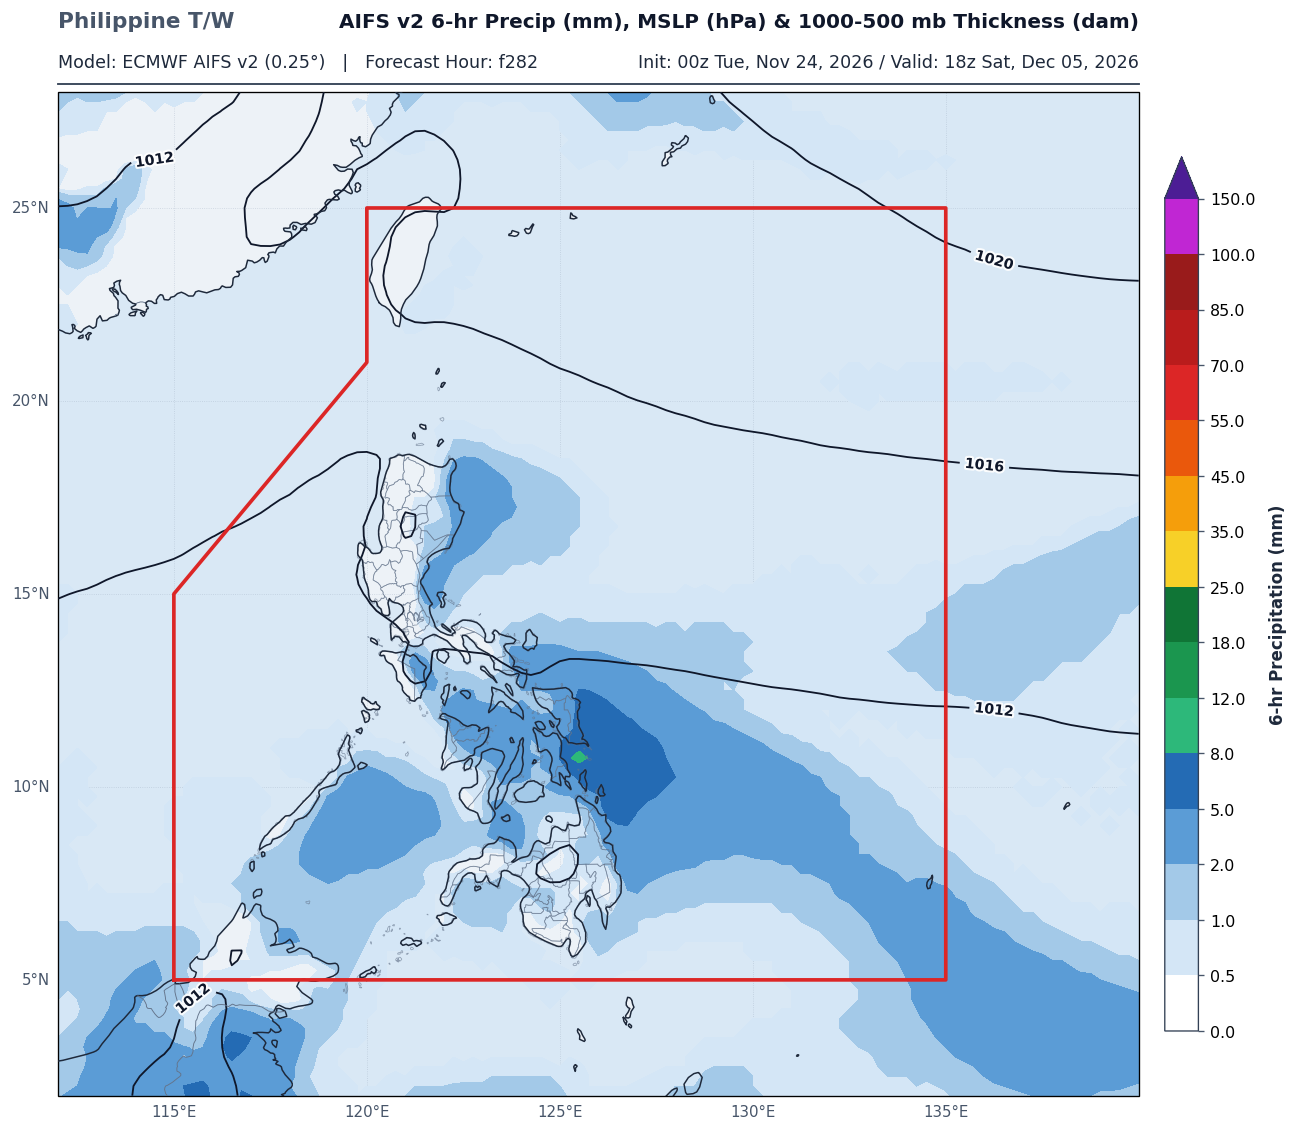 Philippine T/W
AIFS v2 6-hr Precip (mm), MSLP (hPa) & 1000-500 mb Thickness (dam)
Model: ECMWF AIFS v2 (0.25°) | Forecast Hour: f282
Init: 00z Tue, Nov 24, 2026 / Valid: 18z Sat, Dec 05, 2026
1012
1020
1016
1012
1012
25°N
20°N
15°N
10°N
5°N
115°E
120°E
125°E
130°E
135°E
150.0
100.0
85.0
70.0
55.0
45.0
35.0
25.0
18.0
12.0
8.0
5.0
2.0
1.0
0.5
0.0
6-hr Precipitation (mm)